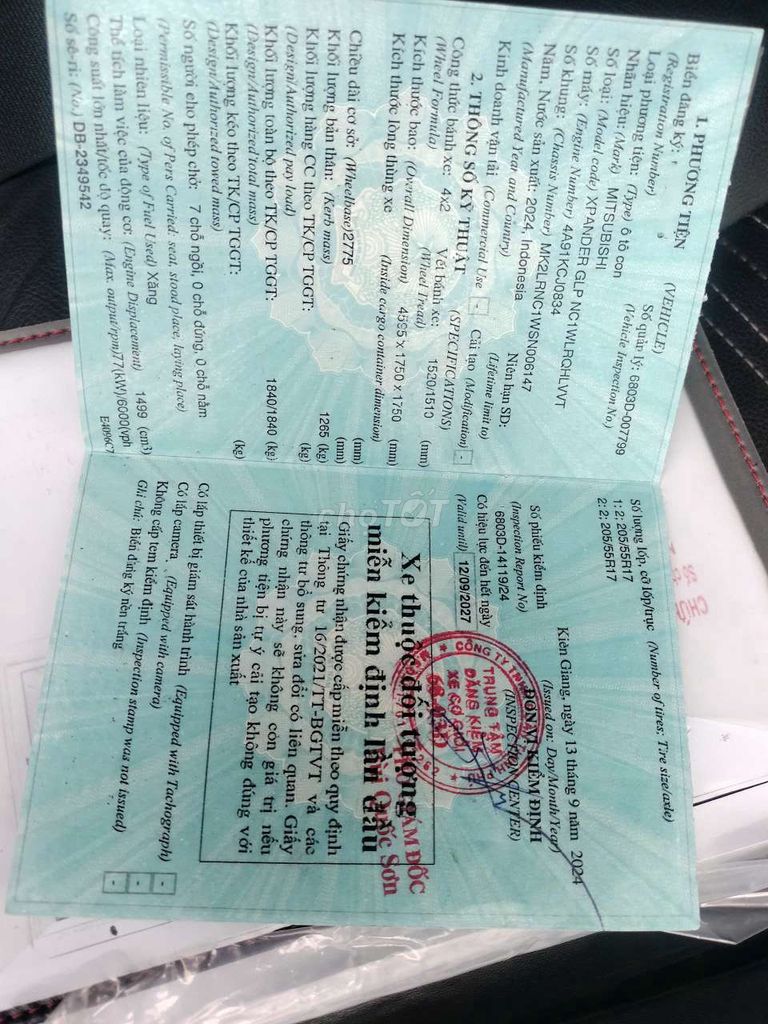 1. PHƯƠNG TIỆN (VEHICLE)
Biển đăng ký: Số quản lý: 6803D-007799
(Registration Number) (Vehicle Inspection No.)
Loại phương tiện: (Type) ô tô con
Nhãn hiệu: (Mark) MITSUBISHI
Số loại: (Model code) XPANDER GLP NC1WLRQHLVVT
Số máy: (Engine Number) 4A91KCJ0834
Số khung: (Chassis Number) MK2LRNC1WSN006147
Năm, Nước sản xuất: 2024, Indonesia Niên hạn SD:
(Manufactured Year and Country) (Lifetime limit to)
Kinh doanh vận tải (Commercial Use) - Cải tạo (Modification) -
2. THÔNG SỐ KỸ THUẬT (SPECIFICATIONS)
Công thức bánh xe: 4x2 Vết bánh xe: 1520/1510 (mm)
(Wheel Formula) (Wheel Tread)
Kích thước bao: (Overall Dimension) 4595 x 1750 x 1750 (mm)
Kích thước lòng thùng xe (Inside cargo container dimension)
(mm)
Chiều dài cơ sở: (Wheelbase) 2775 (mm)
Khối lượng bản thân: (Kerb mass) 1265 (kg)
Khối lượng hàng CC theo TK/CP TGGT: (kg)
(Design/Authorized pay load)
Khối lượng toàn bộ theo TK/CP TGGT: 1840/1840 (kg)
(Design/Authorized total mass)
Khối lượng kéo theo TK/CP TGGT: (kg)
(Design/Authorized towed mass)
Số người cho phép chở: 7 chỗ ngồi, 0 chỗ đứng, 0 chỗ nằm
(Permissible No. of Pers Carried: seat, stood place, laying place)
Loại nhiên liệu: (Type of Fuel Used) Xăng
Thể tích làm việc của động cơ: (Engine Displacement) 1499 (cm3)
Công suất lớn nhất/tốc độ quay: (Max. output/rpm) 77(kW)/6000(vph
Số sê-ri: (No.) DB-2349542
Số lượng lốp, cỡ lốp/trục (Number of tires; Tire size/axle)
1: 2; 205/55R17
2: 2; 205/55R17
Kiên Giang, ngày 13 tháng 9 năm 2024
(Issued on: Day/Month/Year)
Số phiếu kiểm định ĐƠN VỊ KIỂM ĐỊNH
(Inspection Report No) (INSPECTION CENTER)
6803D-14119/24
Có hiệu lực đến hết ngày
(Valid until) 12/09/2027
CÔNG TY TNHH
TRUNG TÂM
ĐĂNG KIỂM
XE CƠ GIỚI
GIÁM ĐỐC
Quốc Sơn
Xe thuộc đối tượng
miễn kiểm định lần đầu
Giấy chứng nhận được cấp miễn theo quy định
tại Thông tư 16/2021/TT-BGTVT và các
thông tư bổ sung, sửa đổi có liên quan. Giấy
chứng nhận này sẽ không còn giá trị nếu
phương tiện bị tự ý cải tạo không đúng với
thiết kế của nhà sản xuất
Có lắp thiết bị giám sát hành trình (Equipped with Tachograph) -
Có lắp camera (Equipped with camera) -
Không cấp tem kiểm định (Inspection stamp was not issued) -
Ghi chú: Biển đăng ký nền trắng
chợTỐT